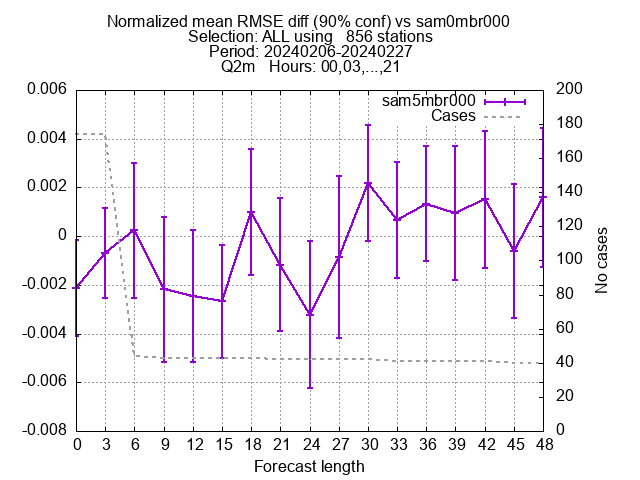 Normalized mean RMSE diff (90% conf) vs sam0mbr000
Selection: ALL using   856 stations
Period: 20240206-20240227
Q2m   Hours: 00,03,...,21
sam5mbr000
Cases
0.006
0.004
0.002
0
-0.002
-0.004
-0.006
-0.008
200
180
160
140
120
100
80
60
40
20
0
No cases
0 3 6 9 12 15 18 21 24 27 30 33 36 39 42 45 48
Forecast length